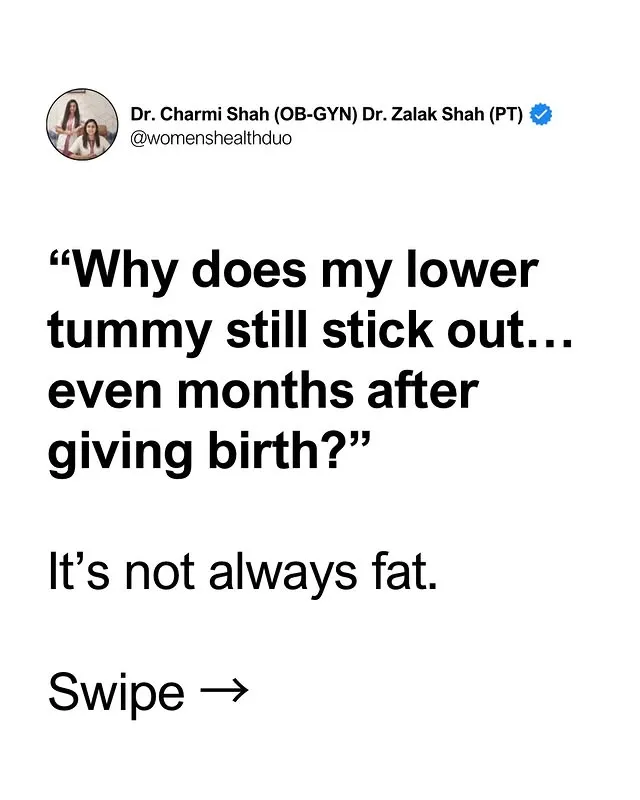 Dr. Charmi Shah (OB-GYN) Dr. Zalak Shah (PT)
@womenshealthduo
“Why does my lower
tummy still stick out…
even months after
giving birth?”
It’s not always fat.
Swipe →